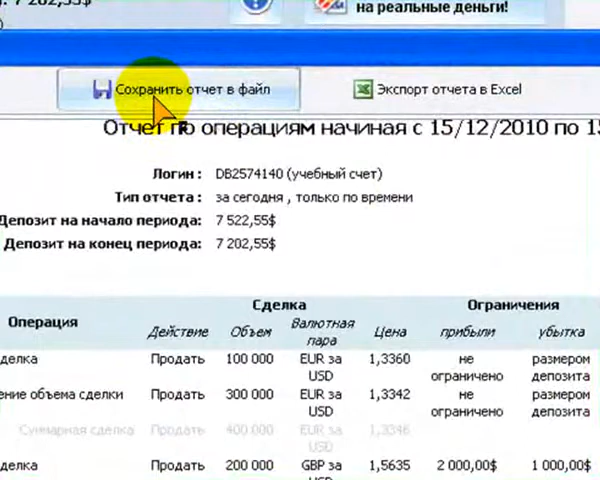 7 202,55$
на реальные деньги!
Сохранить отчет в файл
Экспорт отчета в Excel
Отчет по операциям начиная с 15/12/2010 по 1
Логин : DB2574140 (учебный счет)
Тип отчета : за сегодня , только по времени
Депозит на начало периода: 7 522,55$
Депозит на конец периода: 7 202,55$
Сделка Ограничения
Операция Действие Объем Валютная пара Цена прибыли убытка
делка Продать 100 000 EUR за USD 1,3360 не ограничено размером депозита
ение объема сделки Продать 300 000 EUR за USD 1,3342 не ограничено размером депозита
Суммарная сделка Продать 400 000 EUR за USD 1,3346
делка Продать 200 000 GBP за 1,5635 2 000,00$ 1 000,00$